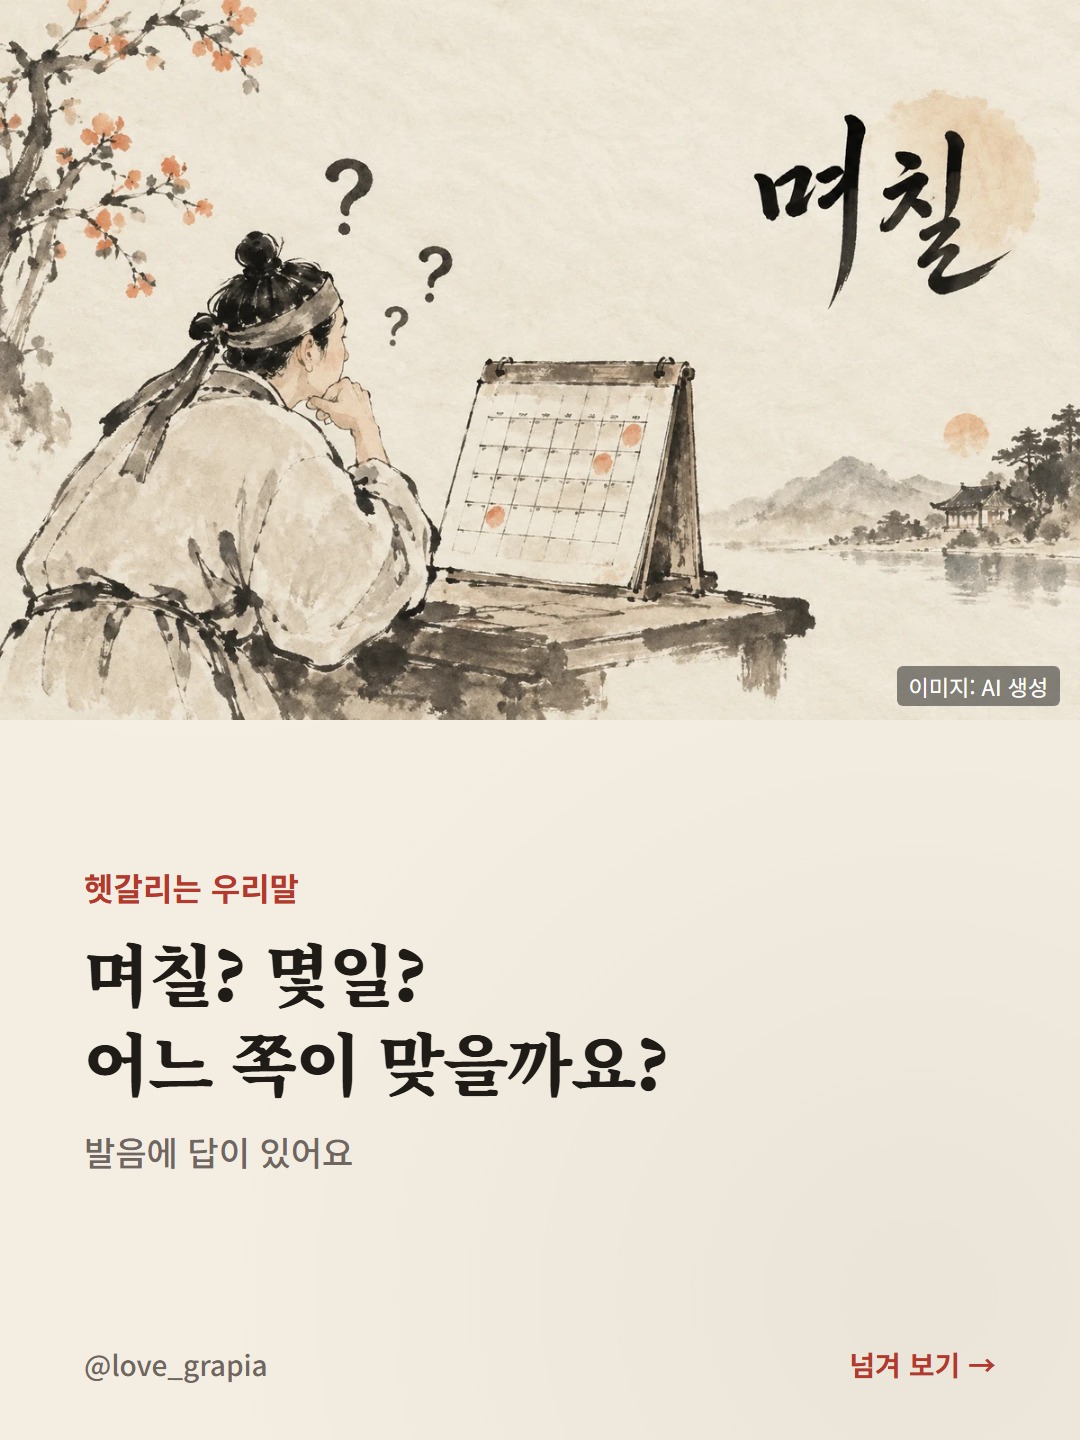 ?
?
?
며칠
이미지: AI 생성
헷갈리는 우리말
며칠? 몇일?
어느 쪽이 맞을까요?
발음에 답이 있어요
@love_grapia
넘겨 보기 →